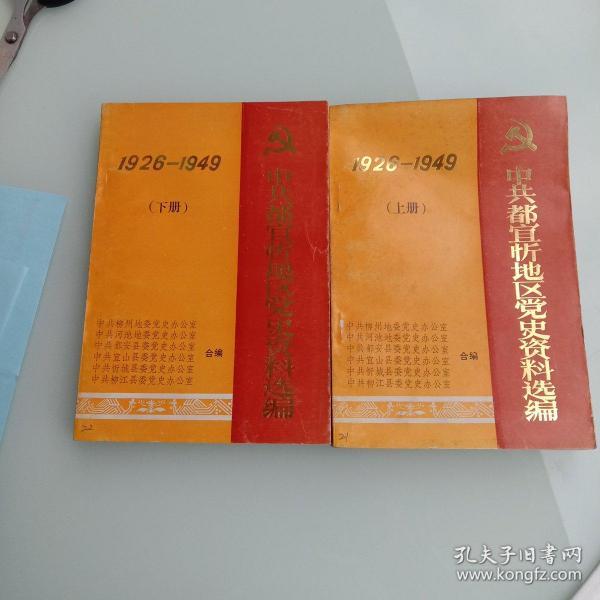 1926-1949
(下册)
中共都宜忻地区党史资料选编
中共柳州地委党史办公室
中共河池地委党史办公室
中共都安县委党史办公室
中共宜山县委党史办公室
中共忻城县委党史办公室
中共柳江县委党史办公室
合编
22
1926-1949
(上册)
中共都宜忻地区党史资料选编
中共柳州地委党史办公室
中共河池地委党史办公室
中共都安县委党史办公室
中共宜山县委党史办公室
中共忻城县委党史办公室
中共柳江县委党史办公室
合编
21
孔夫子旧书网
www.kongfz.com